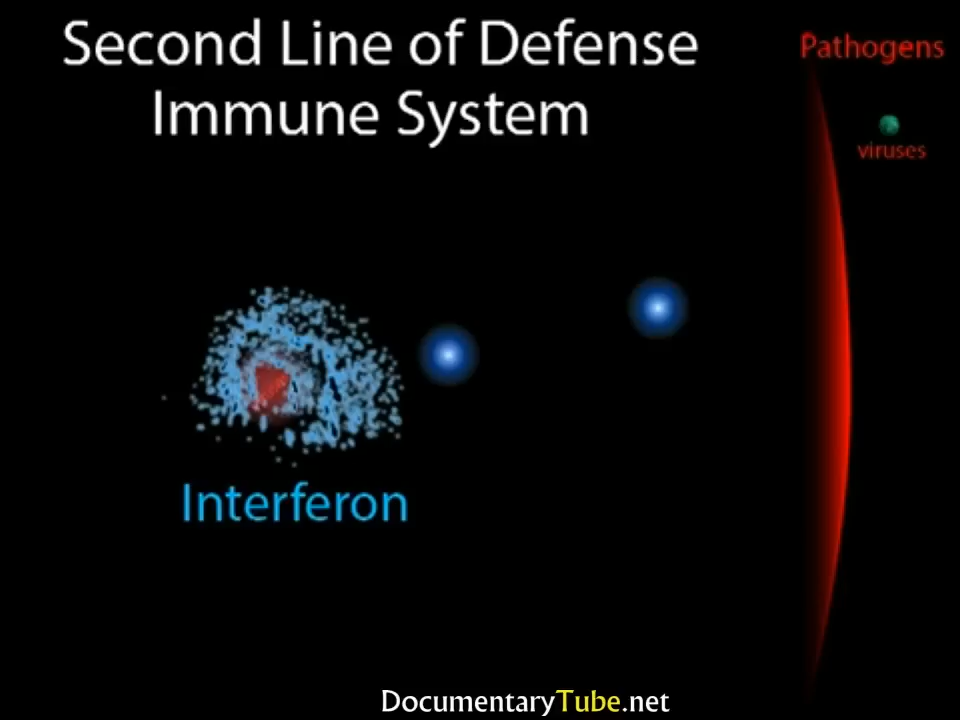 Second Line of Defense
Immune System
Pathogens
viruses
Interferon
DocumentaryTube.net